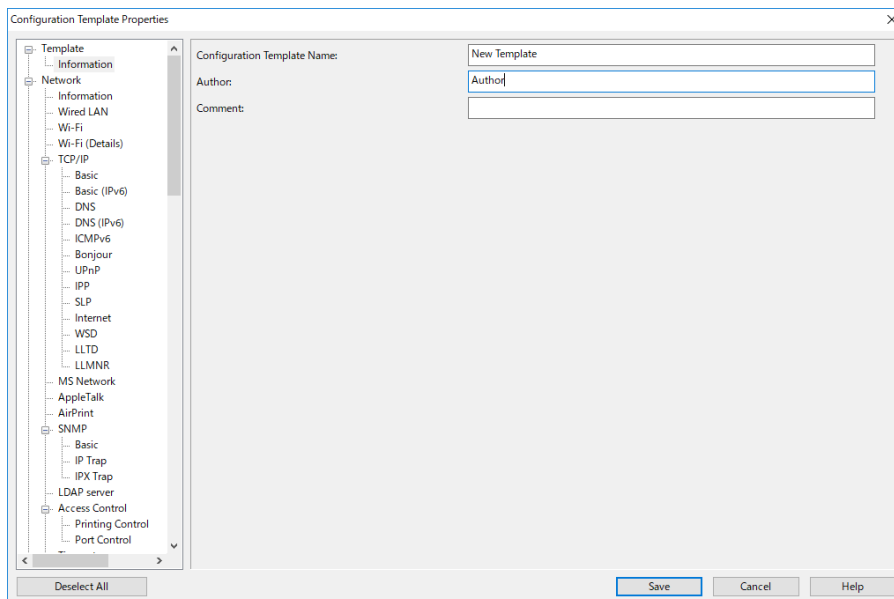 Configuration Template Properties
Template
Information
Network
Information
Wired LAN
Wi-Fi
Wi-Fi (Details)
TCP/IP
Basic
Basic (IPv6)
DNS
DNS (IPv6)
ICMPv6
Bonjour
UPnP
IPP
SLP
Internet
WSD
LLTD
LLMNR
MS Network
AppleTalk
AirPrint
SNMP
Basic
IP Trap
IPX Trap
LDAP server
Access Control
Printing Control
Port Control
Configuration Template Name: New Template
Author: Author
Comment:
Deselect All Save Cancel Help